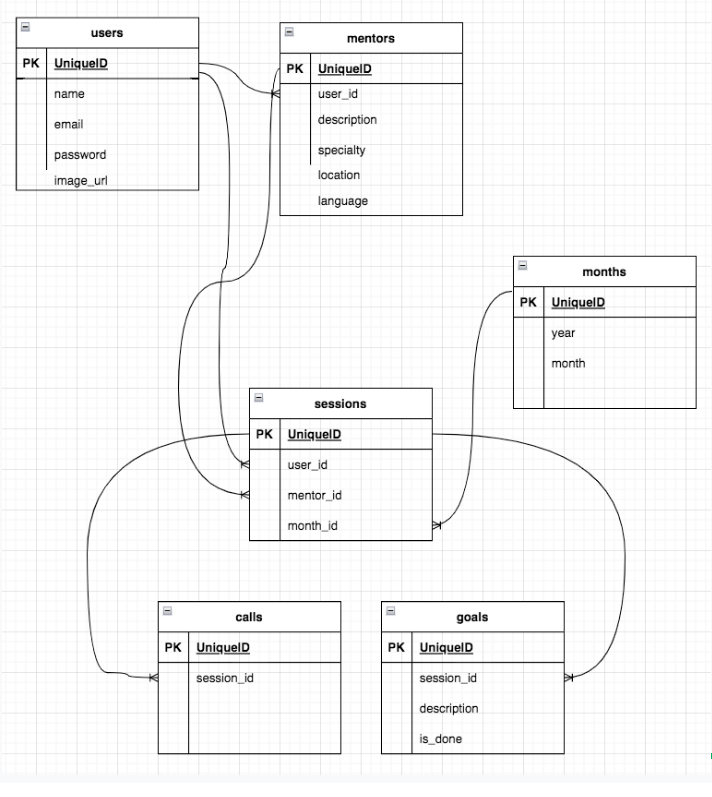 users
PK UniqueID
name
email
password
image_url
mentors
PK UniqueID
user_id
description
specialty
location
language
months
PK UniqueID
year
month
sessions
PK UniqueID
user_id
mentor_id
month_id
calls
PK UniqueID
session_id
goals
PK UniqueID
session_id
description
is_done